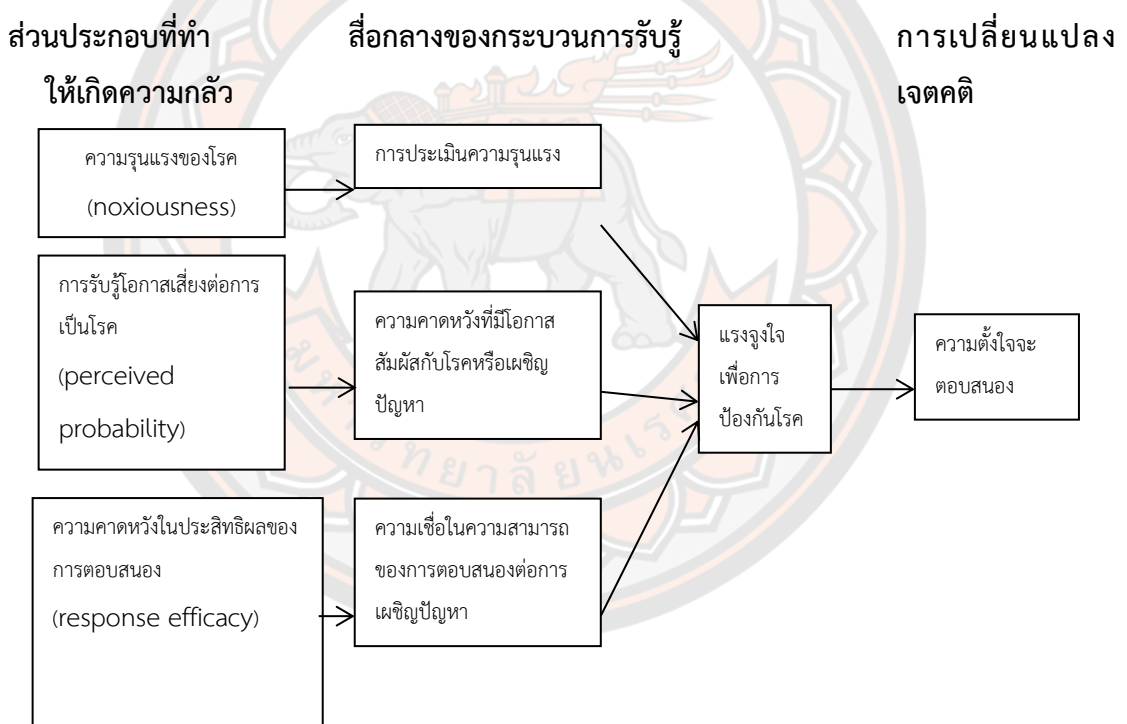 ส่วนประกอบที่ทำ
ให้เกิดความกลัว
สื่อกลางของกระบวนการรับรู้
การเปลี่ยนแปลง
เจตคติ
ความรุนแรงของโรค
(noxiousness)
การประเมินความรุนแรง
การรับรู้โอกาสเสี่ยงต่อการ
เป็นโรค
(perceived
probability)
ความคาดหวังที่มีโอกาส
สัมผัสกับโรคหรือเผชิญ
ปัญหา
แรงจูงใจ
เพื่อการ
ป้องกันโรค
ความตั้งใจจะ
ตอบสนอง
ความคาดหวังในประสิทธิผลของ
การตอบสนอง
(response efficacy)
ความเชื่อในความสามารถ
ของการตอบสนองต่อการ
เผชิญปัญหา